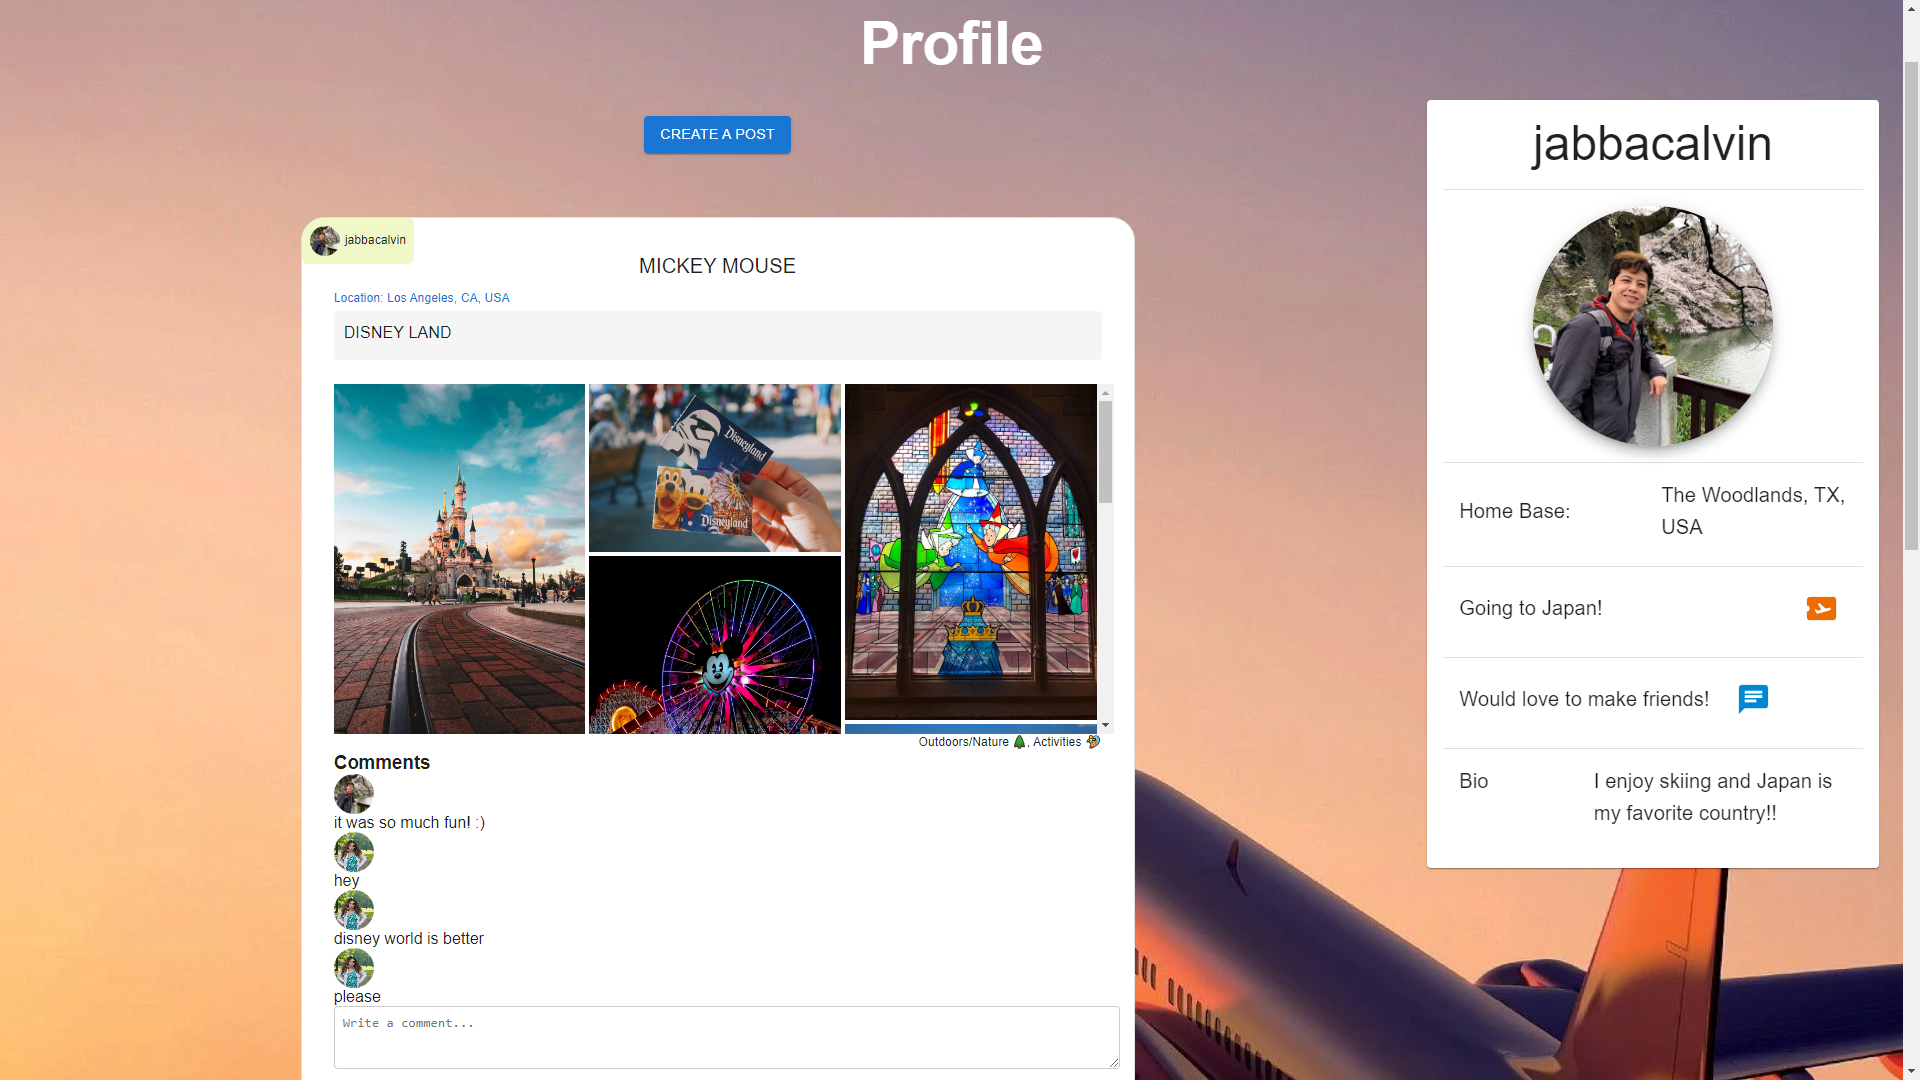 Profile
CREATE A POST
jabbacalvin
MICKEY MOUSE
Location: Los Angeles, CA, USA
DISNEY LAND
Disneyland
Disneyland
Outdoors/Nature 🌲, Activities 🏄
Comments
it was so much fun! :)
hey
disney world is better
please
Write a comment...
jabbacalvin
Home Base:
The Woodlands, TX,
USA
Going to Japan!
Would love to make friends!
Bio
I enjoy skiing and Japan is
my favorite country!!